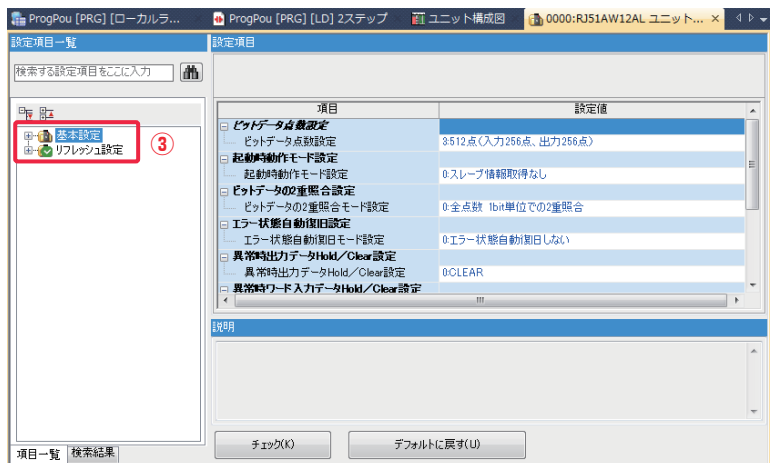 ProgPou [PRG] [ローカルラ...
ProgPou [PRG] [LD] 2ステップ
ユニット構成図
0000:RJ51AW12AL ユニット... ×
設定項目一覧
設定項目
検索する設定項目をここに入力
項目
設定値
ビットデータ点数設定
ビットデータ点数設定
3:512点(入力256点、出力256点)
基本設定
リフレッシュ設定
③
起動時動作モード設定
起動時動作モード設定
0:スレーブ情報取得なし
ビットデータの2重照合設定
ビットデータの2重照合モード設定
0:全点数 1bit単位での2重照合
エラー状態自動復旧設定
エラー状態自動復旧モード設定
0:エラー状態自動復旧しない
異常時出力データHold/Clear設定
異常時出力データHold/Clear設定
0:CLEAR
異常時ワード入力データHold/Clear設定
説明
チェック(K)
デフォルトに戻す(U)
項目一覧
検索結果